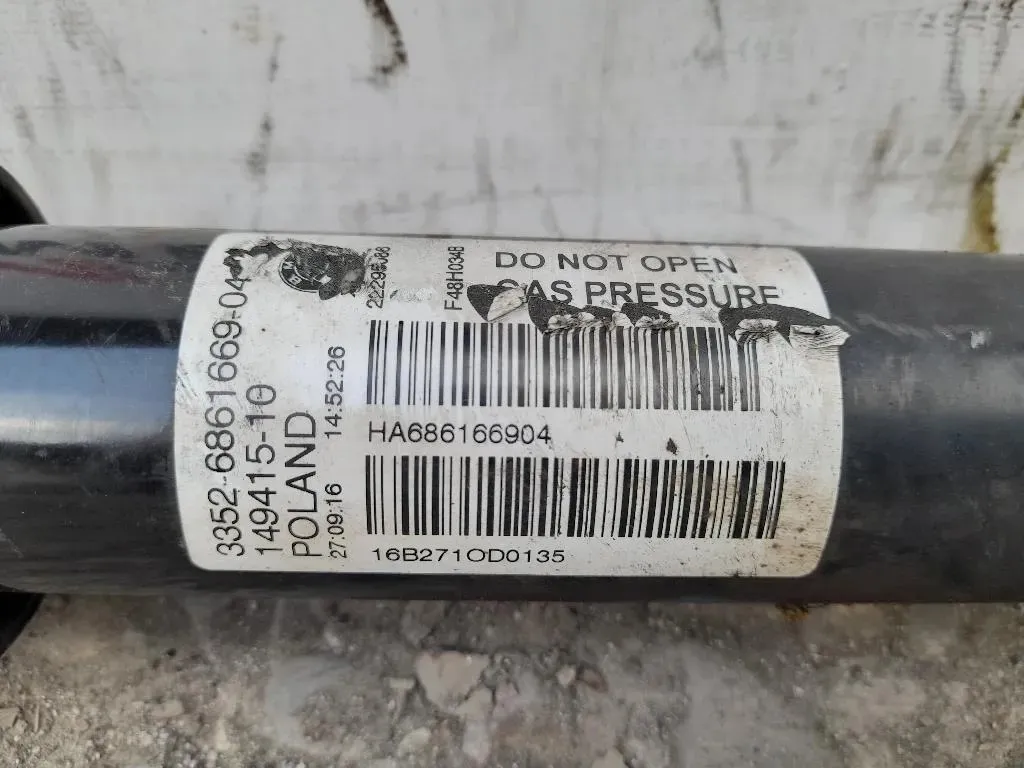 3352-6861669-04
149415-10
POLAND
27:09:16 14:52:26
F48H034B
DO NOT OPEN
GAS PRESSURE
HA686166904
16B271OD0135